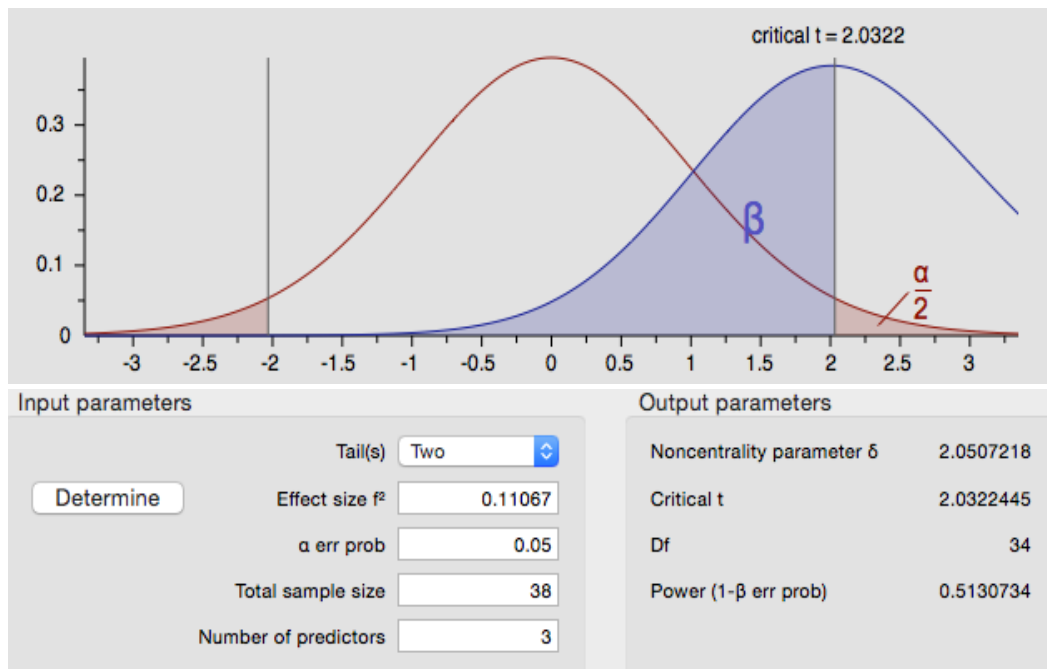 critical t = 2.0322
0.3
0.2
0.1
0
β
α
2
-3 -2.5 -2 -1.5 -1 -0.5 0 0.5 1 1.5 2 2.5 3
Input parameters
Tail(s) Two
Determine Effect size f² 0.11067
α err prob 0.05
Total sample size 38
Number of predictors 3
Output parameters
Noncentrality parameter δ 2.0507218
Critical t 2.0322445
Df 34
Power (1-β err prob) 0.5130734